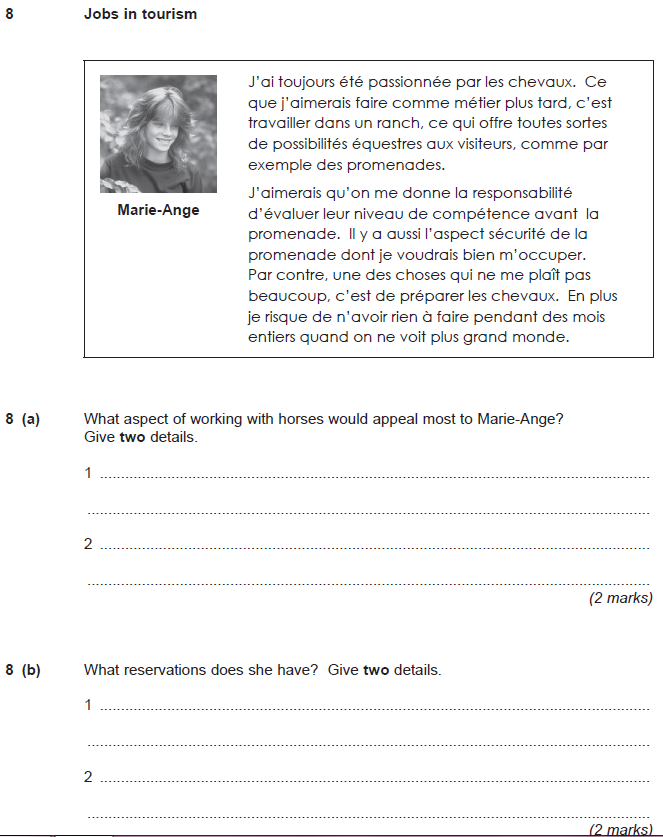 8 Jobs in tourism
J'ai toujours été passionnée par les chevaux. Ce
que j'aimerais faire comme métier plus tard, c'est
travailler dans un ranch, ce qui offre toutes sortes
de possibilités équestres aux visiteurs, comme par
exemple des promenades.
Marie-Ange
J'aimerais qu'on me donne la responsabilité
d'évaluer leur niveau de compétence avant la
promenade. Il y a aussi l'aspect sécurité de la
promenade dont je voudrais bien m'occuper.
Par contre, une des choses qui ne me plaît pas
beaucoup, c'est de préparer les chevaux. En plus
je risque de n'avoir rien à faire pendant des mois
entiers quand on ne voit plus grand monde.
8 (a) What aspect of working with horses would appeal most to Marie-Ange?
Give two details.
1
2
(2 marks)
8 (b) What reservations does she have? Give two details.
1
2
(2 marks)